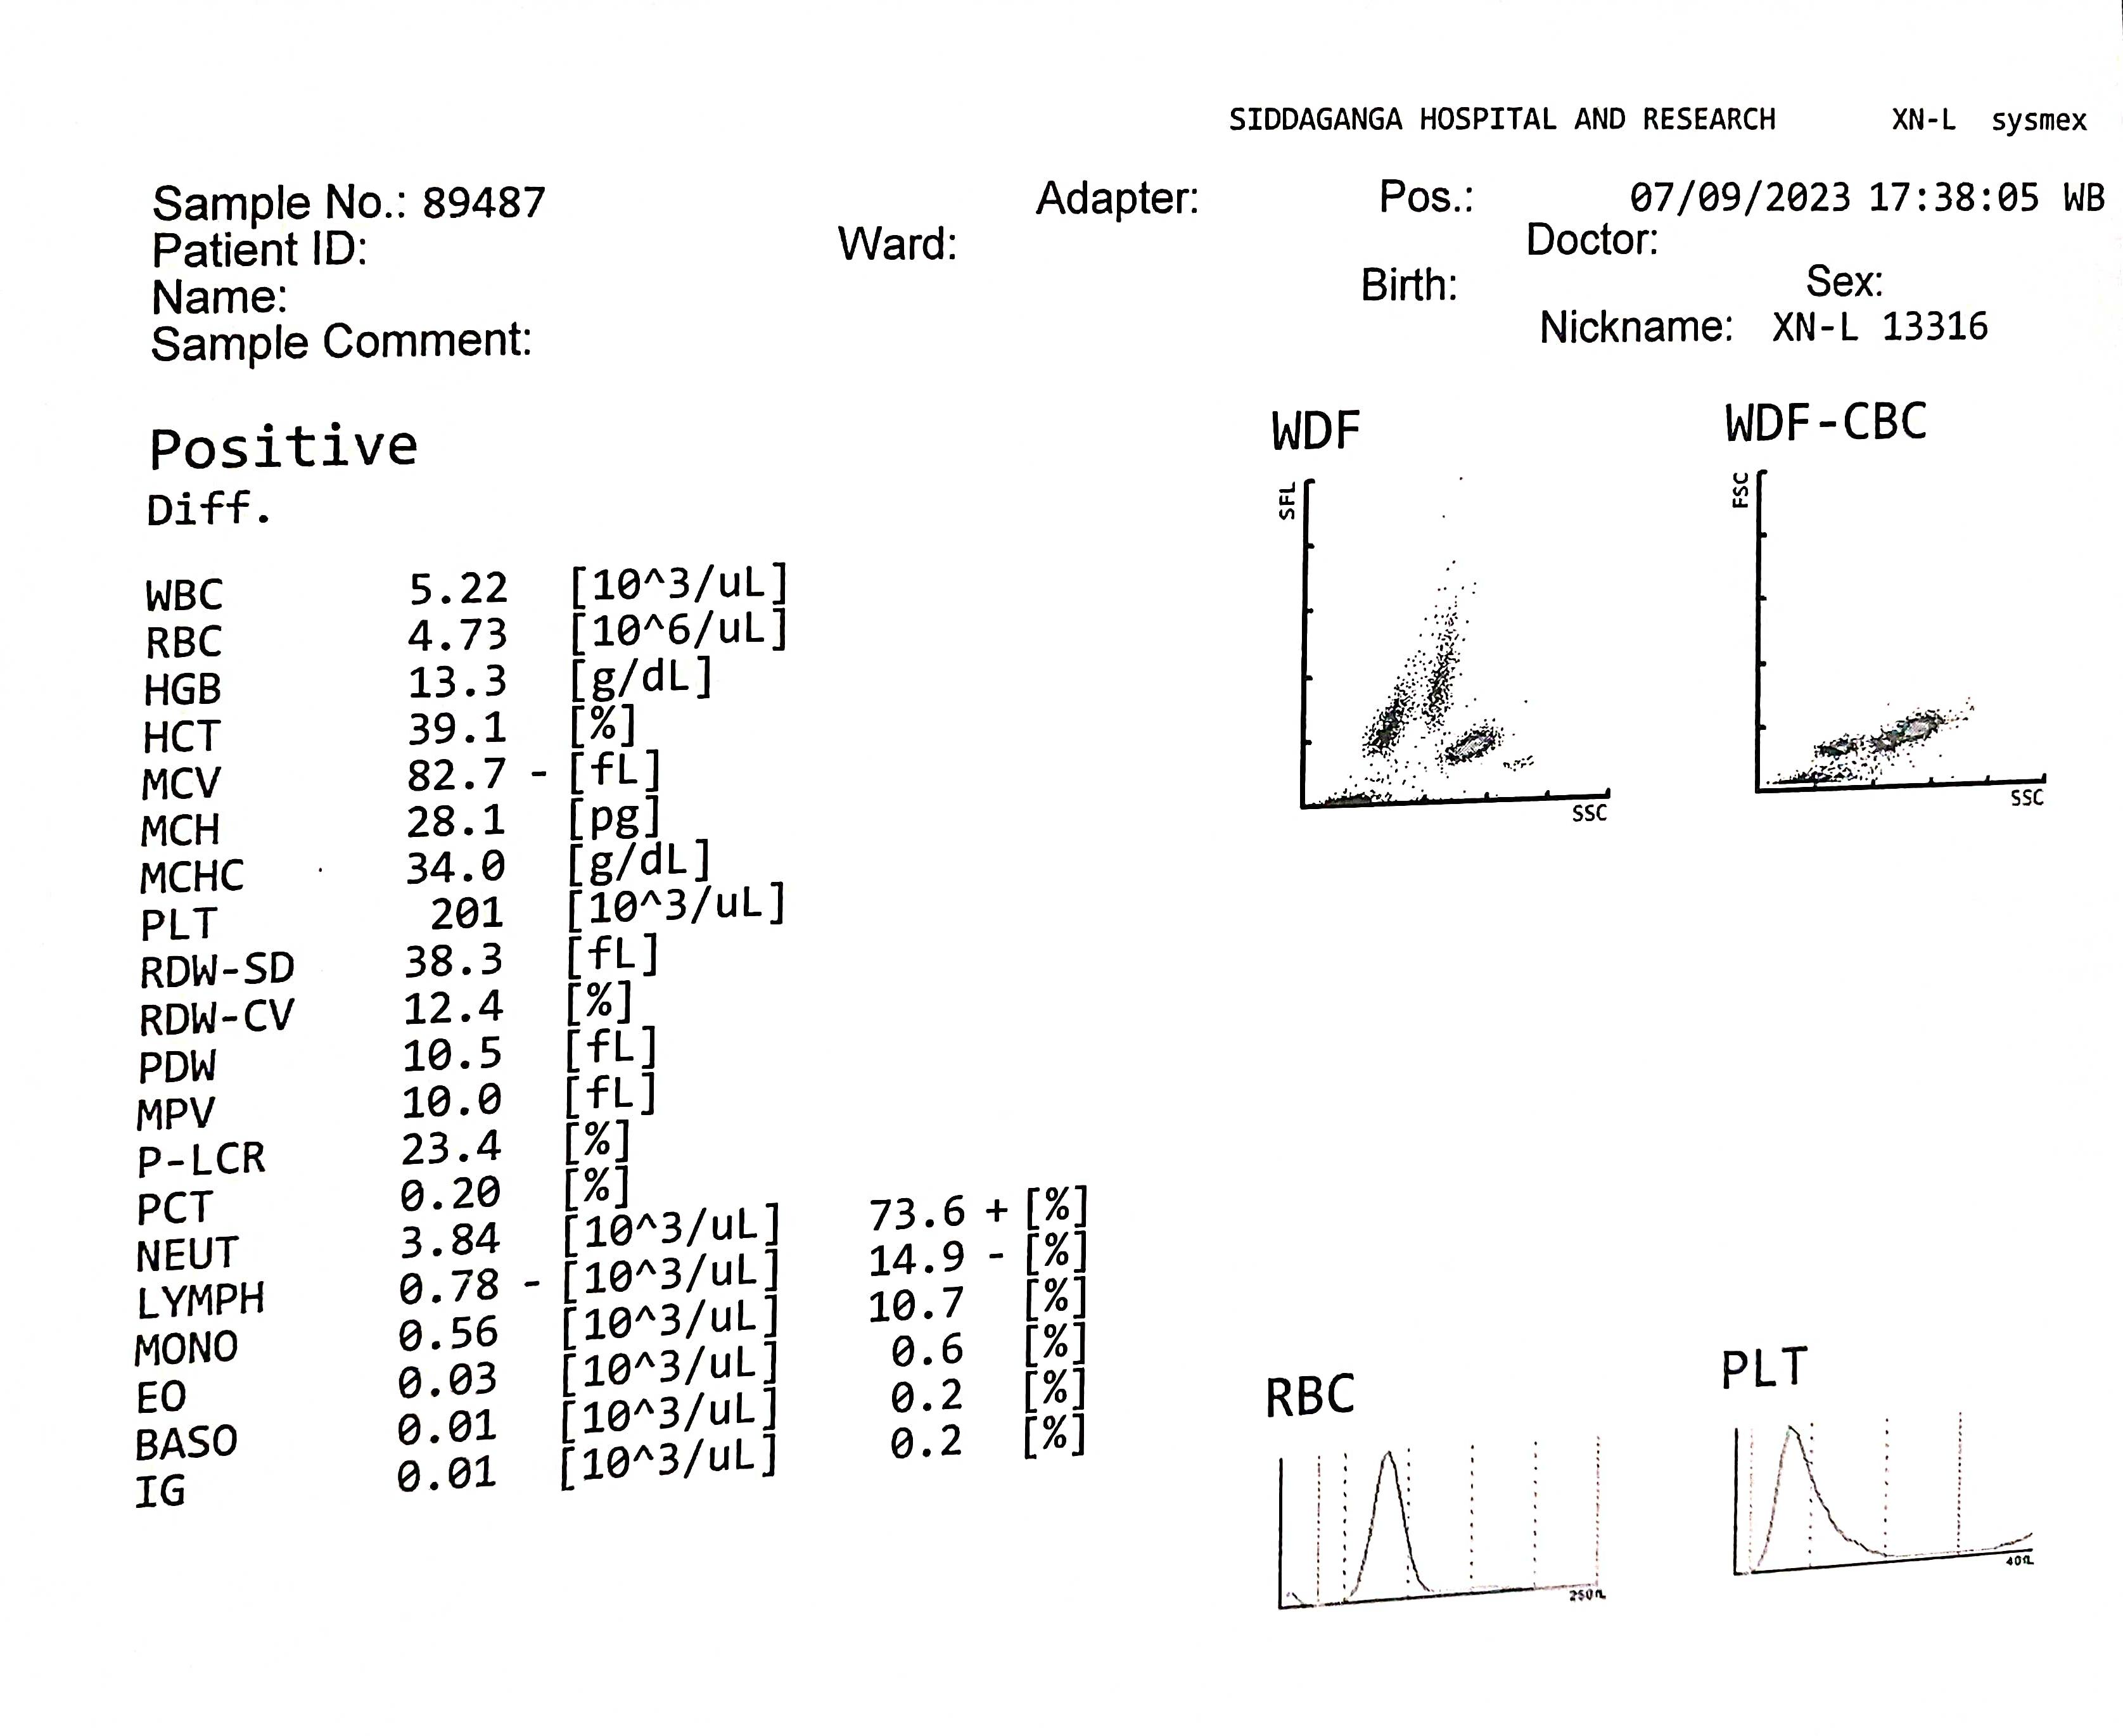 SIDDAGANGA HOSPITAL AND RESEARCH XN-L sysmex
Sample No.: 89487 Adapter: Pos.: 07/09/2023 17:38:05 WB
Patient ID: Ward: Doctor:
Name: Birth: Sex:
Sample Comment: Nickname: XN-L 13316
Positive
Diff.
WBC 5.22 [10^3/uL]
RBC 4.73 [10^6/uL]
HGB 13.3 [g/dL]
HCT 39.1 [%]
MCV 82.7 - [fL]
MCH 28.1 [pg]
MCHC 34.0 [g/dL]
PLT 201 [10^3/uL]
RDW-SD 38.3 [fL]
RDW-CV 12.4 [%]
PDW 10.5 [fL]
MPV 10.0 [fL]
P-LCR 23.4 [%]
PCT 0.20 [%]
NEUT 3.84 [10^3/uL] 73.6 + [%]
LYMPH 0.78 - [10^3/uL] 14.9 - [%]
MONO 0.56 [10^3/uL] 10.7 [%]
EO 0.03 [10^3/uL] 0.6 [%]
BASO 0.01 [10^3/uL] 0.2 [%]
IG 0.01 [10^3/uL] 0.2 [%]
WDF
SFL
SSC
WDF-CBC
FSC
SSC
RBC
PLT